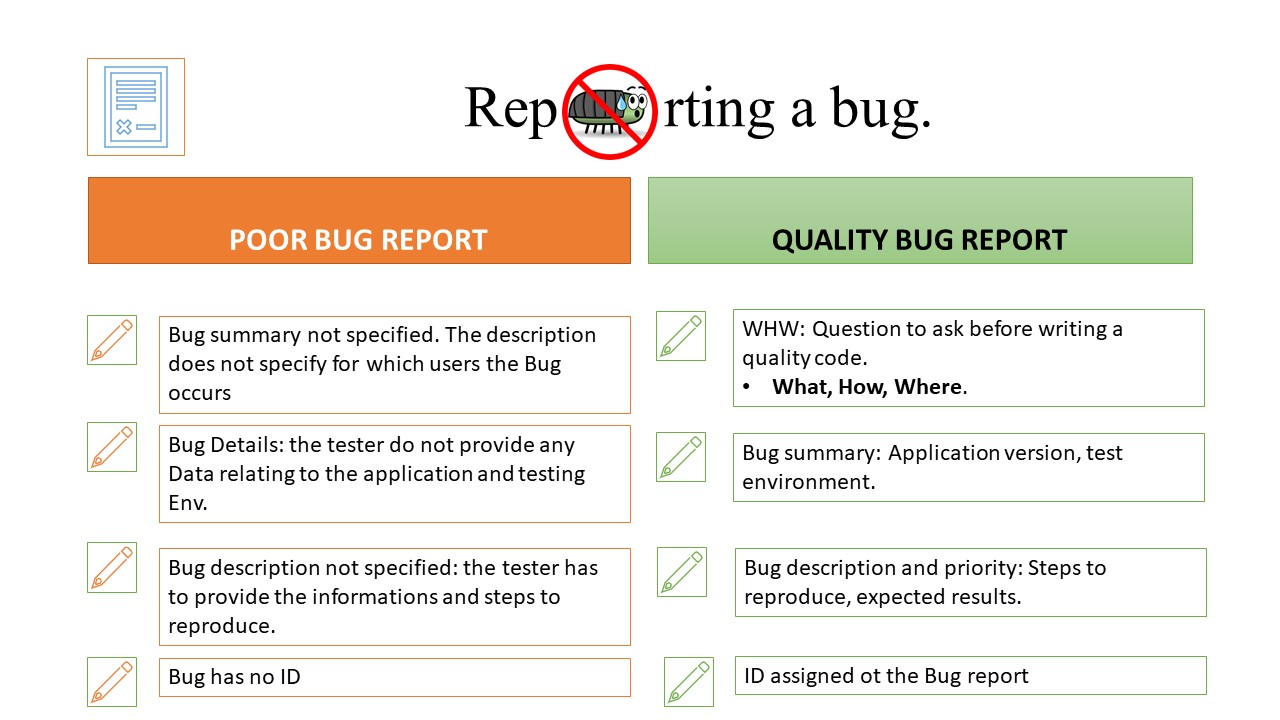 Rep rting a bug.
POOR BUG REPORT
Bug summary not specified. The description
does not specify for which users the Bug
occurs
Bug Details: the tester do not provide any
Data relating to the application and testing
Env.
Bug description not specified: the tester has
to provide the informations and steps to
reproduce.
Bug has no ID
QUALITY BUG REPORT
WHW: Question to ask before writing a
quality code.
• What, How, Where.
Bug summary: Application version, test
environment.
Bug description and priority: Steps to
reproduce, expected results.
ID assigned ot the Bug report